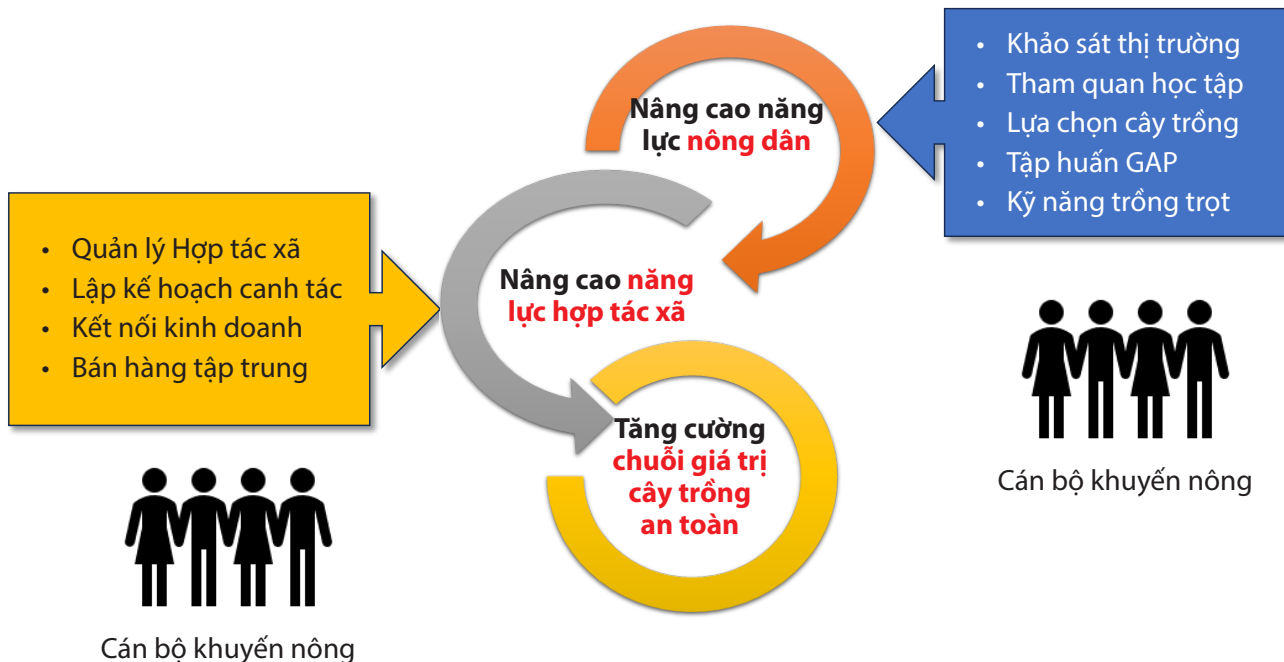 • Khảo sát thị trường
• Tham quan học tập
• Lựa chọn cây trồng
• Tập huấn GAP
• Kỹ năng trồng trọt
Nâng cao năng
lực nông dân
• Quản lý Hợp tác xã
• Lập kế hoạch canh tác
• Kết nối kinh doanh
• Bán hàng tập trung
Nâng cao năng
lực hợp tác xã
Tăng cường
chuỗi giá trị
cây trồng
an toàn
Cán bộ khuyến nông
Cán bộ khuyến nông